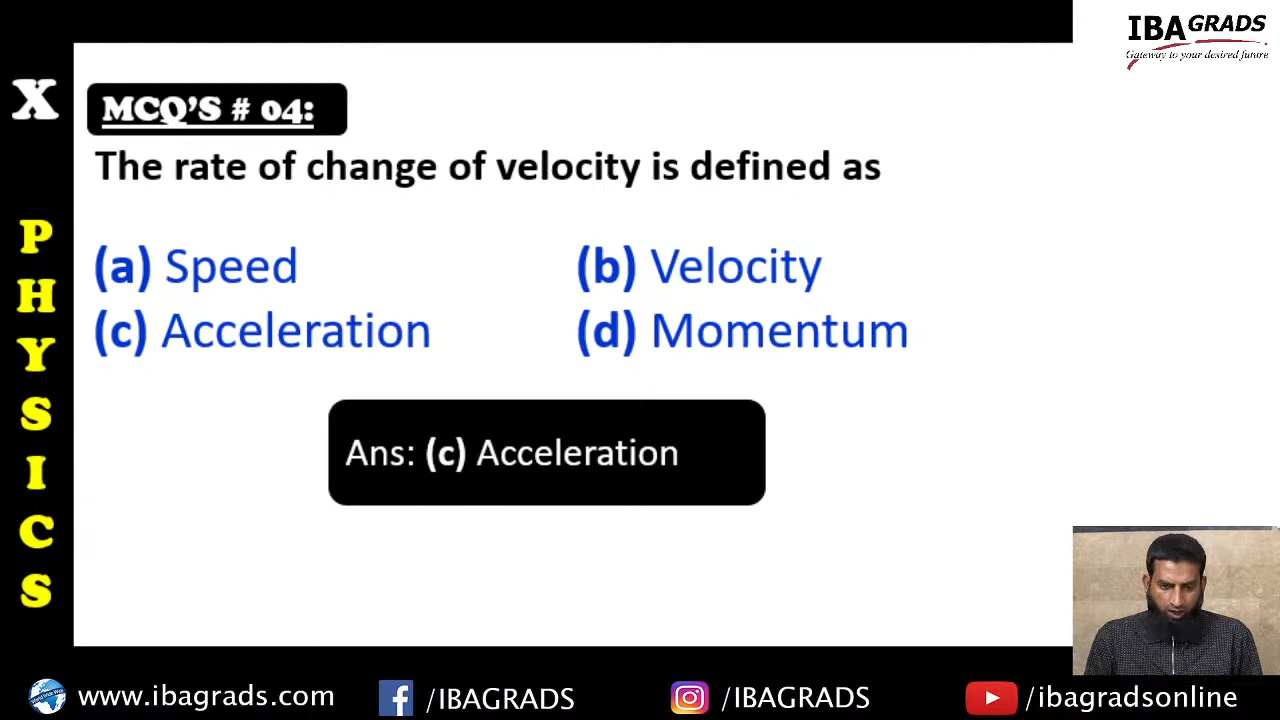 IBA GRADS
Gateway to your desired future
X
PHYSICS
MCQ'S # 04:
The rate of change of velocity is defined as
(a) Speed (b) Velocity
(c) Acceleration (d) Momentum
Ans: (c) Acceleration
www.ibagrads.com /IBAGRADS /IBAGRADS /ibagradsonline